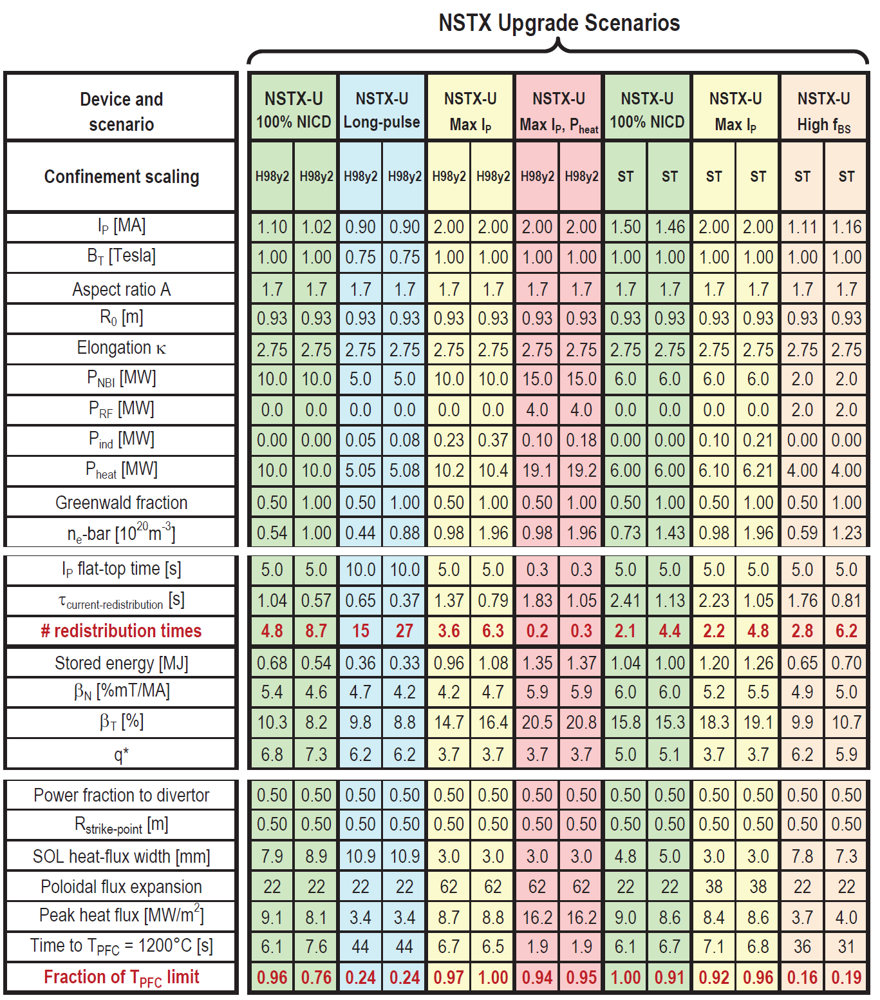 NSTX Upgrade Scenarios
Device and scenario NSTX-U 100% NICD NSTX-U Long-pulse NSTX-U Max I_P NSTX-U Max I_P, P_heat NSTX-U 100% NICD NSTX-U Max I_P NSTX-U High f_BS
Confinement scaling H98y2 H98y2 H98y2 H98y2 H98y2 H98y2 H98y2 H98y2 ST ST ST ST ST ST
I_P [MA] 1.10 1.02 0.90 0.90 2.00 2.00 2.00 2.00 1.50 1.46 2.00 2.00 1.11 1.16
B_T [Tesla] 1.00 1.00 0.75 0.75 1.00 1.00 1.00 1.00 1.00 1.00 1.00 1.00 1.00 1.00
Aspect ratio A 1.7 1.7 1.7 1.7 1.7 1.7 1.7 1.7 1.7 1.7 1.7 1.7 1.7 1.7
R_0 [m] 0.93 0.93 0.93 0.93 0.93 0.93 0.93 0.93 0.93 0.93 0.93 0.93 0.93 0.93
Elongation κ 2.75 2.75 2.75 2.75 2.75 2.75 2.75 2.75 2.75 2.75 2.75 2.75 2.75 2.75
P_NBI [MW] 10.0 10.0 5.0 5.0 10.0 10.0 15.0 15.0 6.0 6.0 6.0 6.0 2.0 2.0
P_RF [MW] 0.0 0.0 0.0 0.0 0.0 0.0 4.0 4.0 0.0 0.0 0.0 0.0 2.0 2.0
P_ind [MW] 0.00 0.00 0.05 0.08 0.23 0.37 0.10 0.18 0.00 0.00 0.10 0.21 0.00 0.00
P_heat [MW] 10.0 10.0 5.05 5.08 10.2 10.4 19.1 19.2 6.00 6.00 6.10 6.21 4.00 4.00
Greenwald fraction 0.50 1.00 0.50 1.00 0.50 1.00 0.50 1.00 0.50 1.00 0.50 1.00 0.50 1.00
n_e-bar [10^20m^-3] 0.54 1.00 0.44 0.88 0.98 1.96 0.98 1.96 0.73 1.43 0.98 1.96 0.59 1.23
I_P flat-top time [s] 5.0 5.0 10.0 10.0 5.0 5.0 0.3 0.3 5.0 5.0 5.0 5.0 5.0 5.0
τ_current-redistribution [s] 1.04 0.57 0.65 0.37 1.37 0.79 1.83 1.05 2.41 1.13 2.23 1.05 1.76 0.81
# redistribution times 4.8 8.7 15 27 3.6 6.3 0.2 0.3 2.1 4.4 2.2 4.8 2.8 6.2
Stored energy [MJ] 0.68 0.54 0.36 0.33 0.96 1.08 1.35 1.37 1.04 1.00 1.20 1.26 0.65 0.70
β_N [%mT/MA] 5.4 4.6 4.7 4.2 4.2 4.7 5.9 5.9 6.0 6.0 5.2 5.5 4.9 5.0
β_T [%] 10.3 8.2 9.8 8.8 14.7 16.4 20.5 20.8 15.8 15.3 18.3 19.1 9.9 10.7
q* 6.8 7.3 6.2 6.2 3.7 3.7 3.7 3.7 5.0 5.1 3.7 3.7 6.2 5.9
Power fraction to divertor 0.50 0.50 0.50 0.50 0.50 0.50 0.50 0.50 0.50 0.50 0.50 0.50 0.50 0.50
R_strike-point [m] 0.50 0.50 0.50 0.50 0.50 0.50 0.50 0.50 0.50 0.50 0.50 0.50 0.50 0.50
SOL heat-flux width [mm] 7.9 8.9 10.9 10.9 3.0 3.0 3.0 3.0 4.8 5.0 3.0 3.0 7.8 7.3
Poloidal flux expansion 22 22 22 22 62 62 62 62 22 22 38 38 22 22
Peak heat flux [MW/m^2] 9.1 8.1 3.4 3.4 8.7 8.8 16.2 16.2 9.0 8.6 8.4 8.6 3.7 4.0
Time to T_PFC = 1200°C [s] 6.1 7.6 44 44 6.7 6.5 1.9 1.9 6.1 6.7 7.1 6.8 36 31
Fraction of T_PFC limit 0.96 0.76 0.24 0.24 0.97 1.00 0.94 0.95 1.00 0.91 0.92 0.96 0.16 0.19